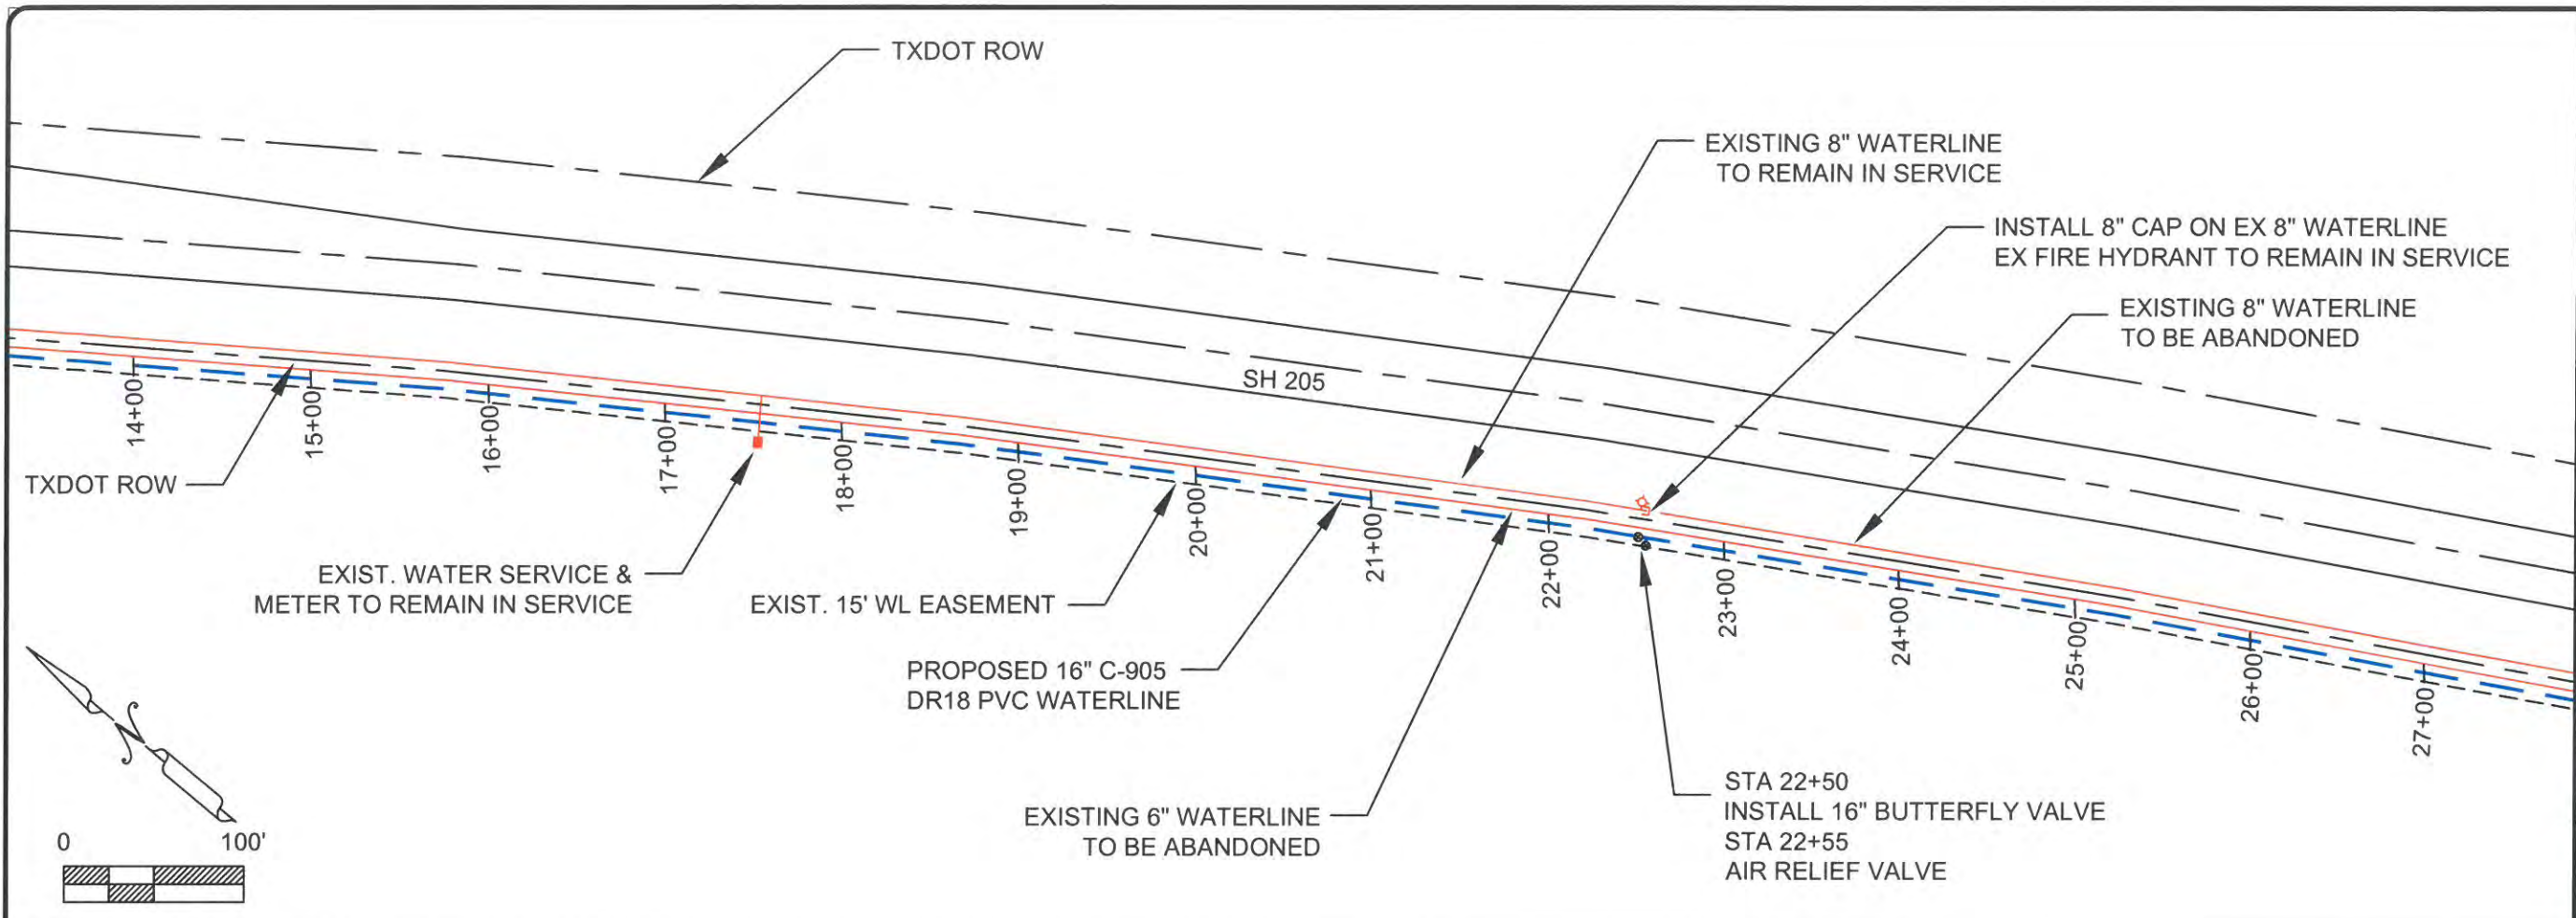 TXDOT ROW
EXISTING 8" WATERLINE
TO REMAIN IN SERVICE
INSTALL 8" CAP ON EX 8" WATERLINE
EX FIRE HYDRANT TO REMAIN IN SERVICE
EXISTING 8" WATERLINE
TO BE ABANDONED
SH 205
14+00
15+00
16+00
17+00
18+00
19+00
20+00
21+00
22+00
23+00
24+00
25+00
26+00
27+00
TXDOT ROW
EXIST. WATER SERVICE &
METER TO REMAIN IN SERVICE
EXIST. 15' WL EASEMENT
PROPOSED 16" C-905
DR18 PVC WATERLINE
EXISTING 6" WATERLINE
TO BE ABANDONED
STA 22+50
INSTALL 16" BUTTERFLY VALVE
STA 22+55
AIR RELIEF VALVE
N
0 100'